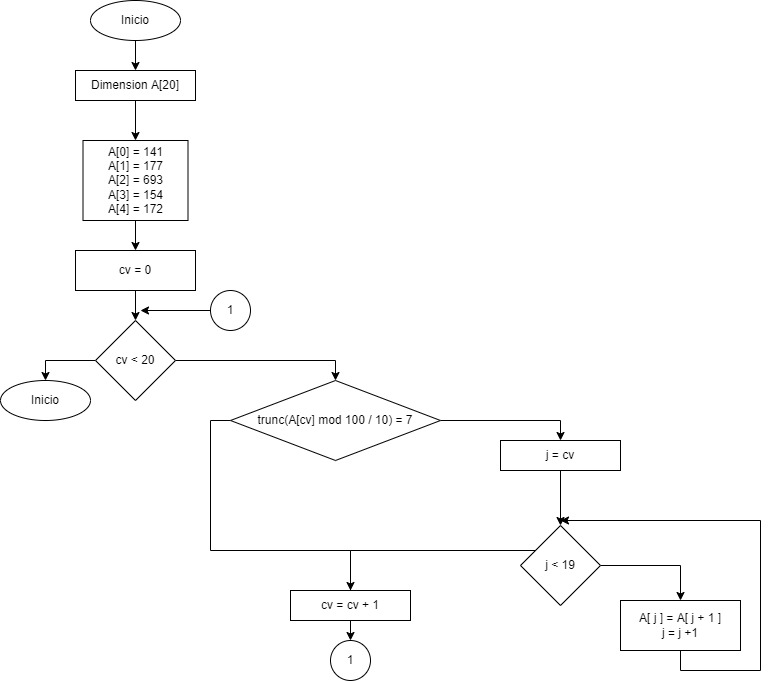 Inicio
Dimension A[20]
A[0] = 141
A[1] = 177
A[2] = 693
A[3] = 154
A[4] = 172
cv = 0
1
cv < 20
Inicio
trunc(A[cv] mod 100 / 10) = 7
j = cv
j < 19
cv = cv + 1
A[ j ] = A[ j + 1 ]
j = j +1
1